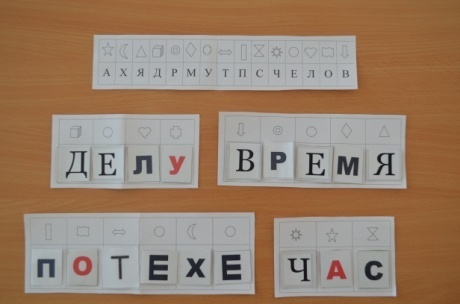 А Х Я Д Р М У Т П С Ч Е Л О В
ДЕЛУ ВРЕМЯ
ПОТЕХЕ ЧАС